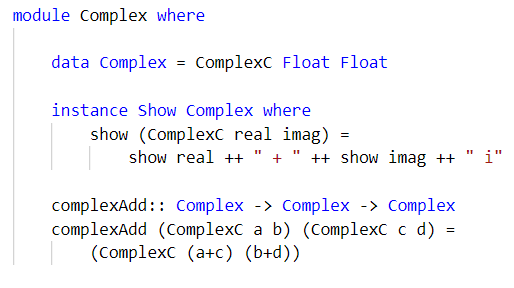 module Complex where
data Complex = ComplexC Float Float
instance Show Complex where
show (ComplexC real imag) =
show real ++ " + " ++ show imag ++ " i"
complexAdd:: Complex -> Complex -> Complex
complexAdd (ComplexC a b) (ComplexC c d) =
(ComplexC (a+c) (b+d))